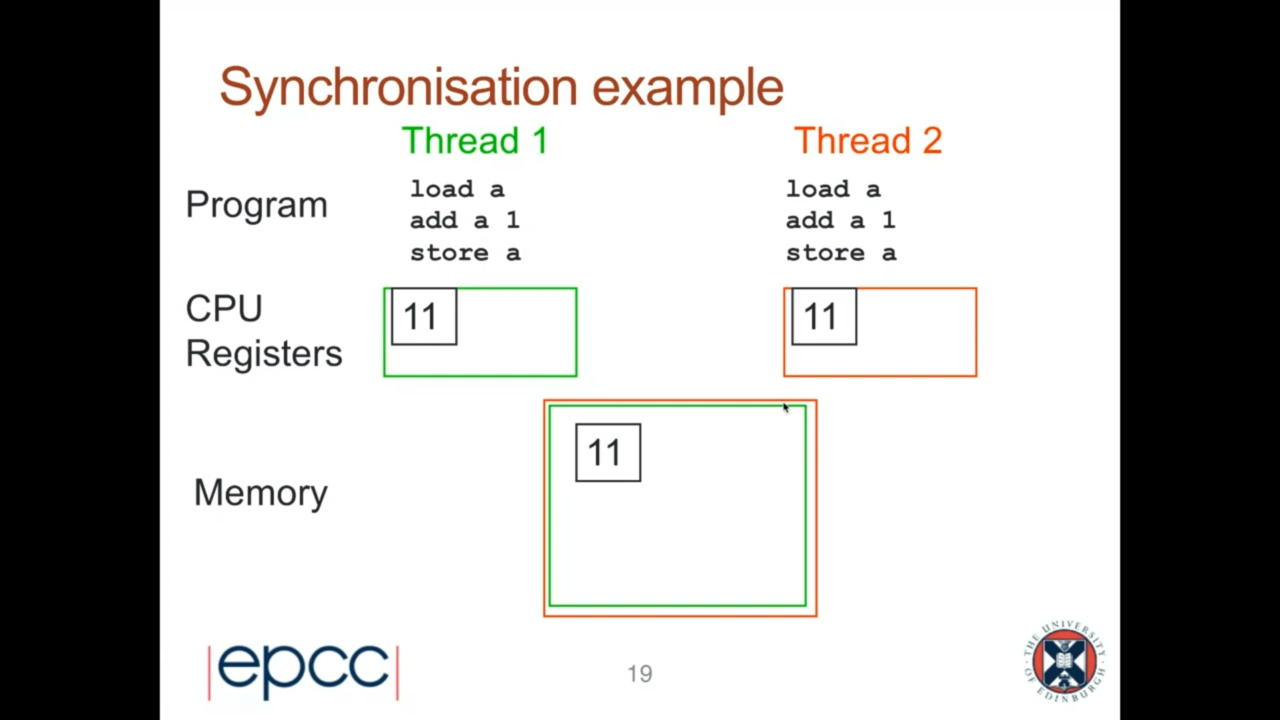 Synchronisation example
Thread 1
Thread 2
Program
load a
add a 1
store a
load a
add a 1
store a
CPU
Registers
11
11
Memory
11
epcc
19
THE UNIVERSITY
OF EDINBURGH